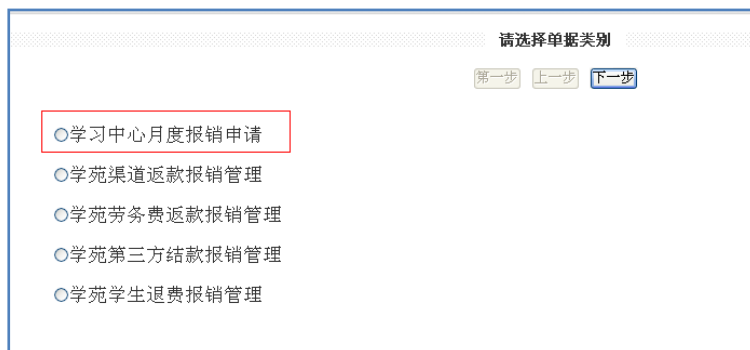 请选择单据类别
第一步 上一步 下一步
学习中心月度报销申请
学苑渠道返款报销管理
学苑劳务费返款报销管理
学苑第三方结款报销管理
学苑学生退费报销管理